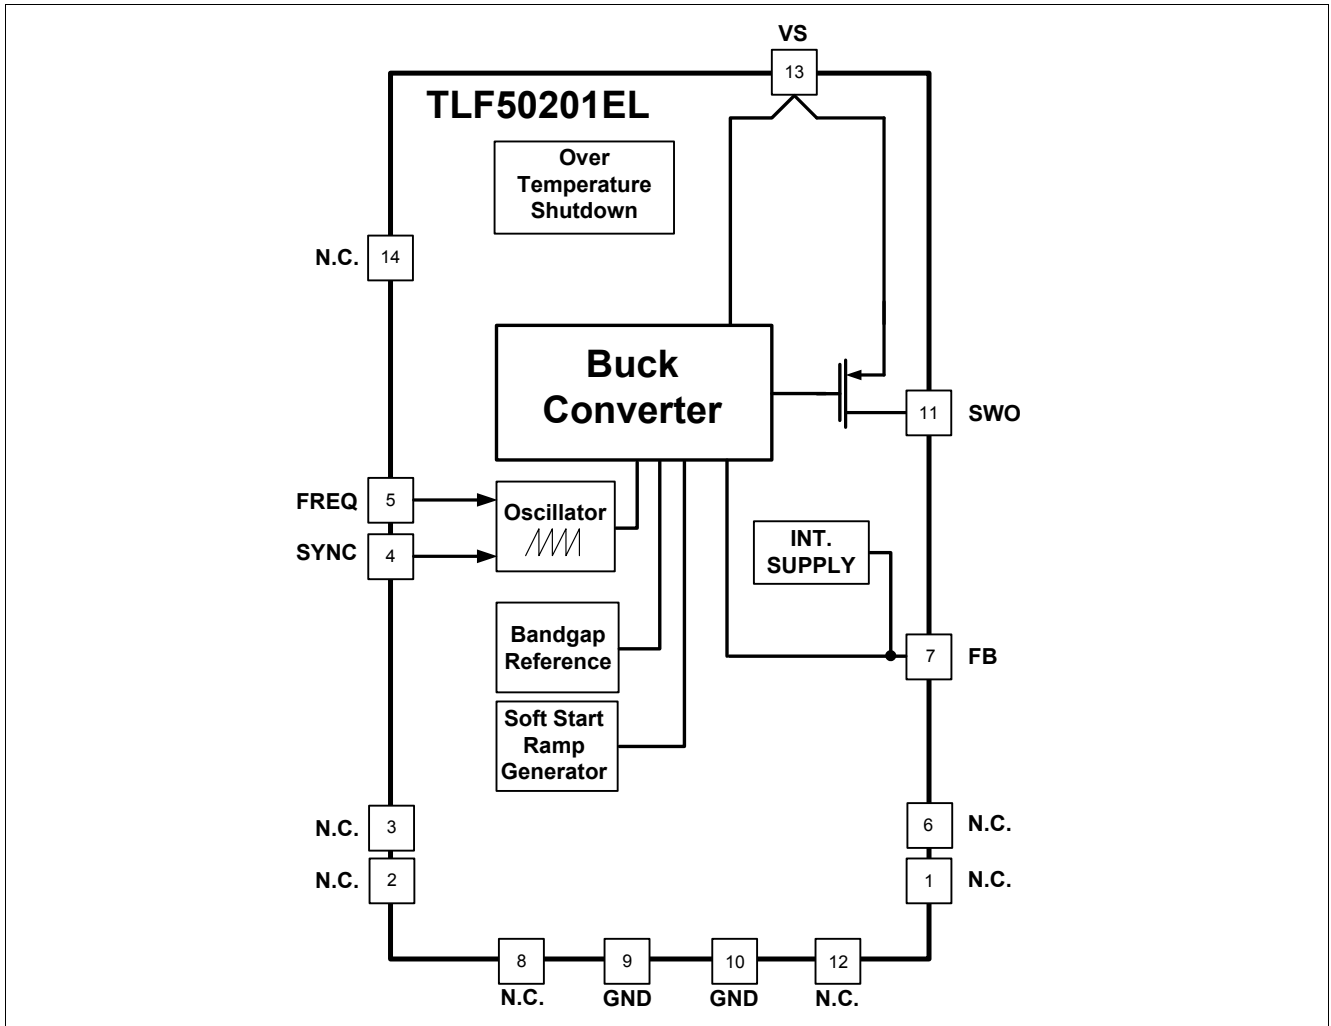 VS
13
TLF50201EL
Over
Temperature
Shutdown
N.C.
14
Buck
Converter
11
SWO
FREQ
5
Oscillator
SYNC
4
INT.
SUPPLY
Bandgap
Reference
7
FB
Soft Start
Ramp
Generator
N.C.
3
6
N.C.
N.C.
2
1
N.C.
8
9
10
12
N.C.
GND
GND
N.C.